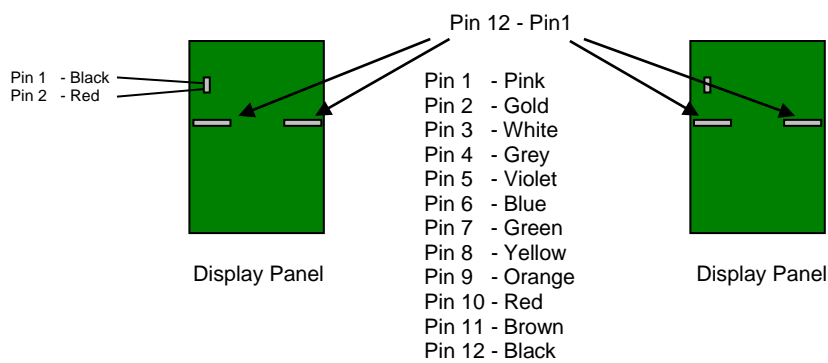 Pin 12 - Pin1
Pin 1 - Black
Pin 2 - Red
Pin 1 - Pink
Pin 2 - Gold
Pin 3 - White
Pin 4 - Grey
Pin 5 - Violet
Pin 6 - Blue
Pin 7 - Green
Pin 8 - Yellow
Pin 9 - Orange
Pin 10 - Red
Pin 11 - Brown
Pin 12 - Black
Display Panel
Display Panel